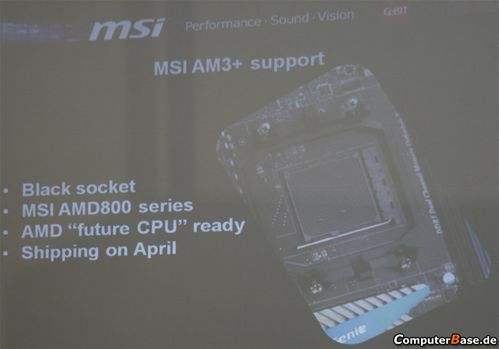 msi
Performance · Sound · Vision
CeBIT
MSI AM3+ support
• Black socket
• MSI AMD800 series
• AMD “future CPU” ready
• Shipping on April
ComputerBase.de